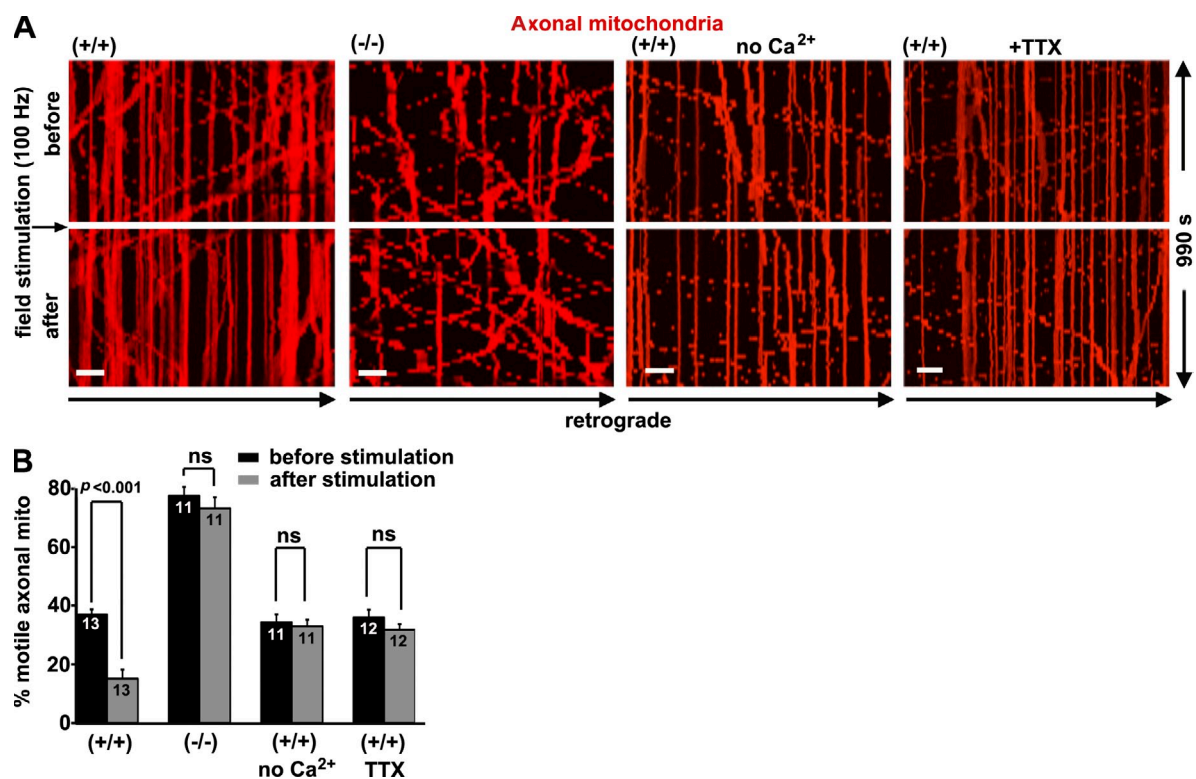 A
Axonal mitochondria
(+/+)
(-/-)
(+/+) no Ca2+
(+/+) +TTX
field stimulation (100 Hz)
before
after
990 s
retrograde
B
before stimulation
after stimulation
% motile axonal mito
80
60
40
20
0
p <0.001
ns
ns
ns
13
13
11
11
11
11
12
12
(+/+)
(-/-)
(+/+)
no Ca2+
(+/+)
TTX